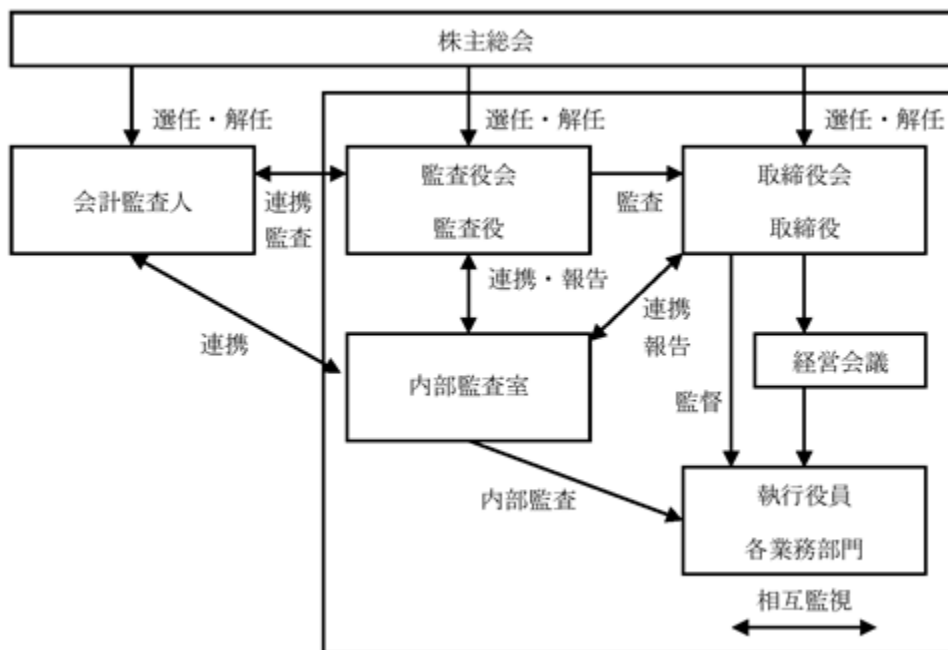 株主総会
選任・解任
選任・解任
選任・解任
会計監査人
連携
監査
監査役会
監査役
監査
取締役会
取締役
連携・報告
連携
報告
連携
内部監査室
経営会議
監督
内部監査
執行役員
各業務部門
相互監視